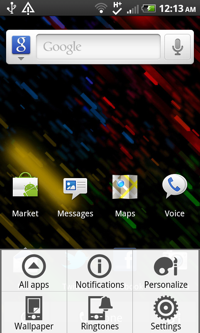 H+ 12:13 AM
Google
Market Messages Maps Voice
All apps Notifications Personalize
Wallpaper Ringtones Settings